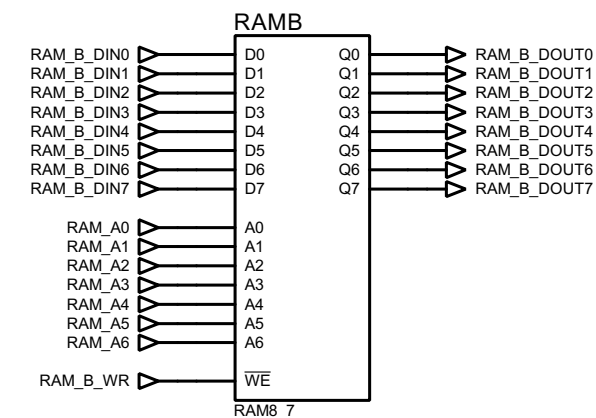 RAMB
RAM_B_DIN0 D0 Q0 RAM_B_DOUT0
RAM_B_DIN1 D1 Q1 RAM_B_DOUT1
RAM_B_DIN2 D2 Q2 RAM_B_DOUT2
RAM_B_DIN3 D3 Q3 RAM_B_DOUT3
RAM_B_DIN4 D4 Q4 RAM_B_DOUT4
RAM_B_DIN5 D5 Q5 RAM_B_DOUT5
RAM_B_DIN6 D6 Q6 RAM_B_DOUT6
RAM_B_DIN7 D7 Q7 RAM_B_DOUT7
RAM_A0 A0
RAM_A1 A1
RAM_A2 A2
RAM_A3 A3
RAM_A4 A4
RAM_A5 A5
RAM_A6 A6
RAM_B_WR WE
RAM8_7